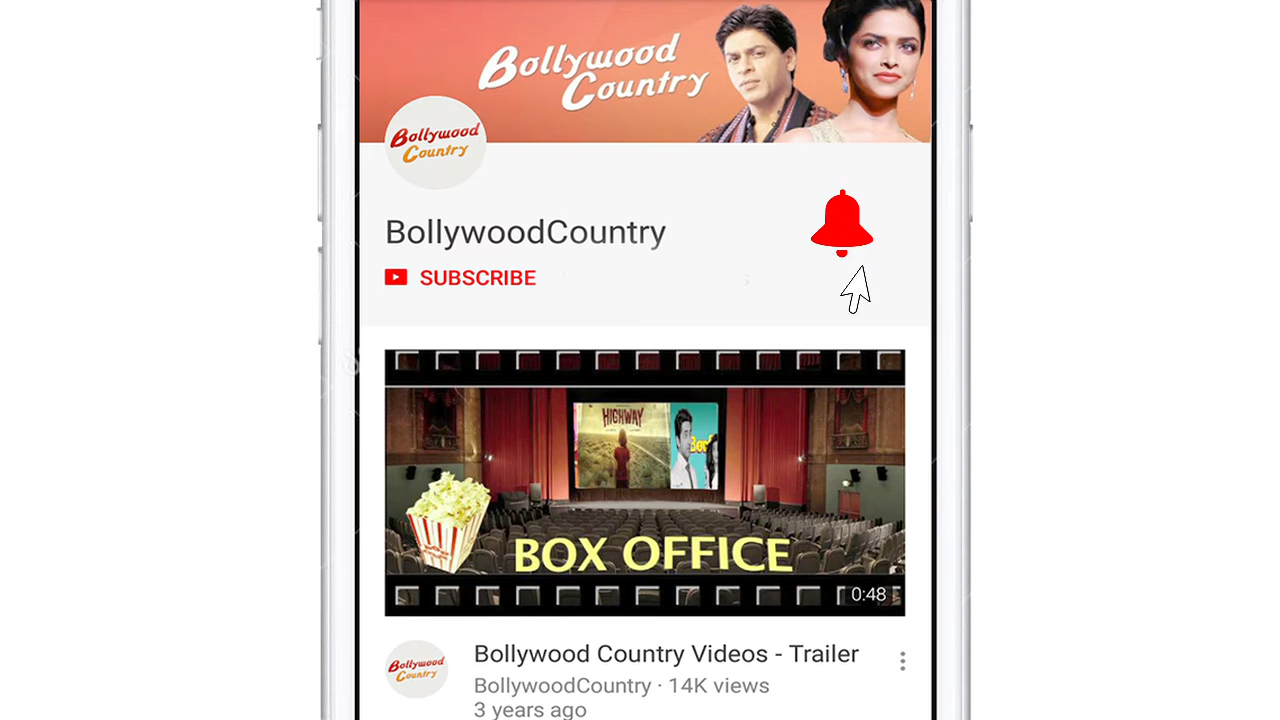 Bollywood
Country
Bollywood
Country
BollywoodCountry
SUBSCRIBE
HIGHWAY
BOX OFFICE
0:48
Bollywood
Country
Bollywood Country Videos - Trailer
BollywoodCountry · 14K views
3 years ago